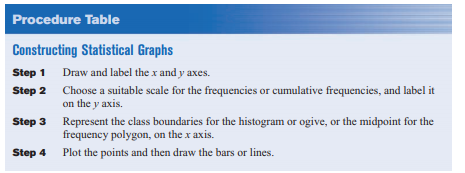 Procedure Table
Constructing Statistical Graphs
Step 1 Draw and label the x and y axes.
Step 2 Choose a suitable scale for the frequencies or cumulative frequencies, and label it
on the y axis.
Step 3 Represent the class boundaries for the histogram or ogive, or the midpoint for the
frequency polygon, on the x axis.
Step 4 Plot the points and then draw the bars or lines.